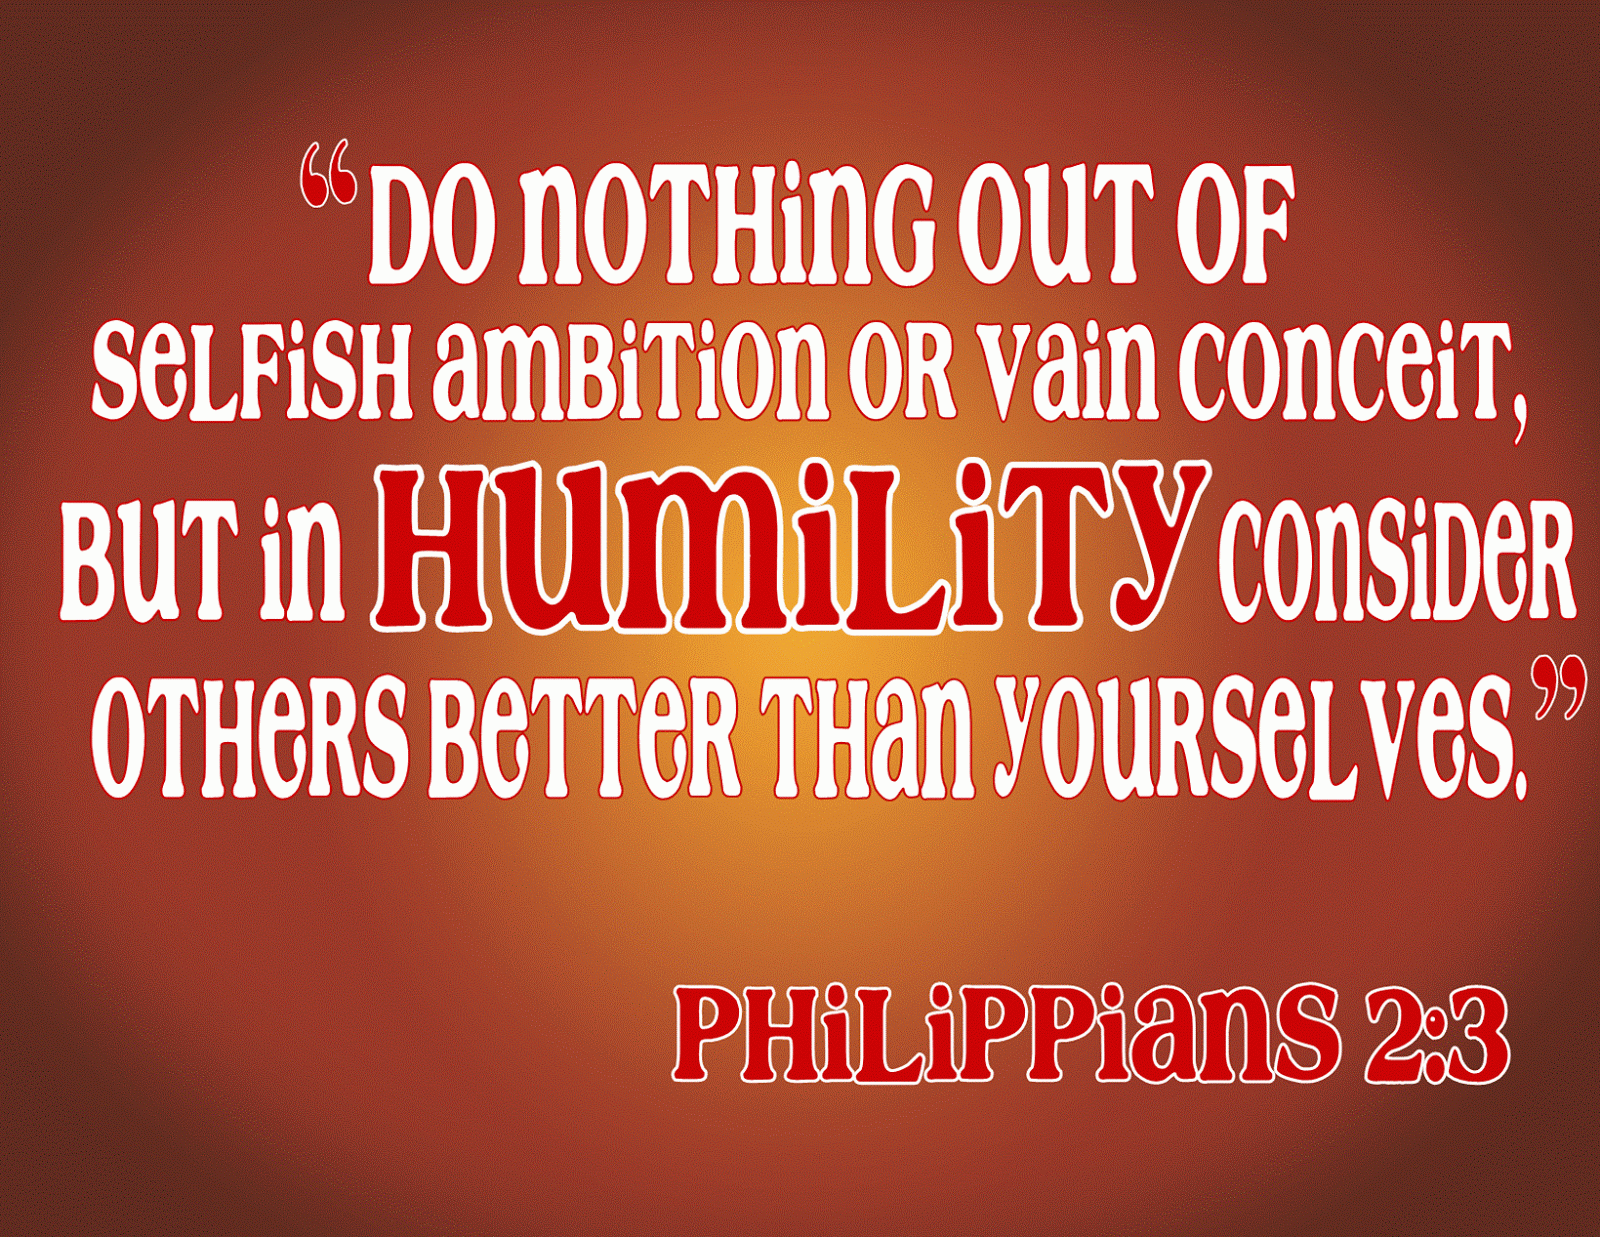 “DO NOTHING OUT OF
SELFISH AMBITION OR VAIN CONCEIT,
BUT IN HUMILITY CONSIDER
OTHERS BETTER THAN YOURSELVES.”
PHILIPPIANS 2:3